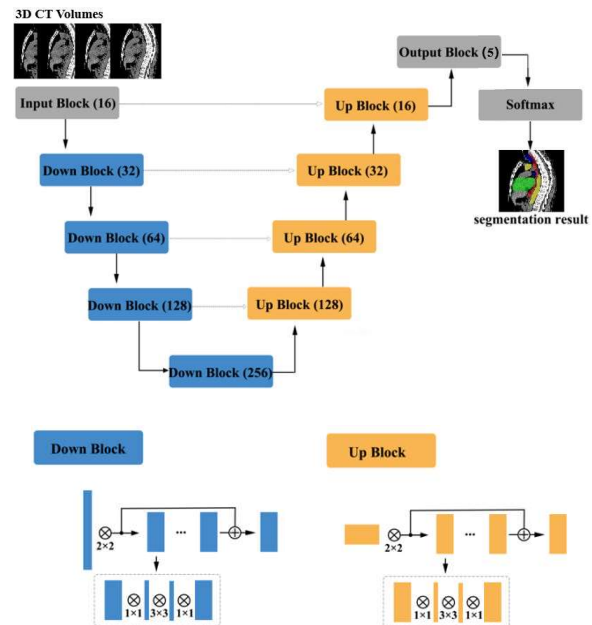 3D CT Volumes
Output Block (5)
Input Block (16)
Up Block (16)
Softmax
Down Block (32)
Up Block (32)
segmentation result
Down Block (64)
Up Block (64)
Down Block (128)
Up Block (128)
Down Block (256)
Down Block
Up Block
2×2
...
2×2
...
1×1 3×3 1×1
1×1 3×3 1×1